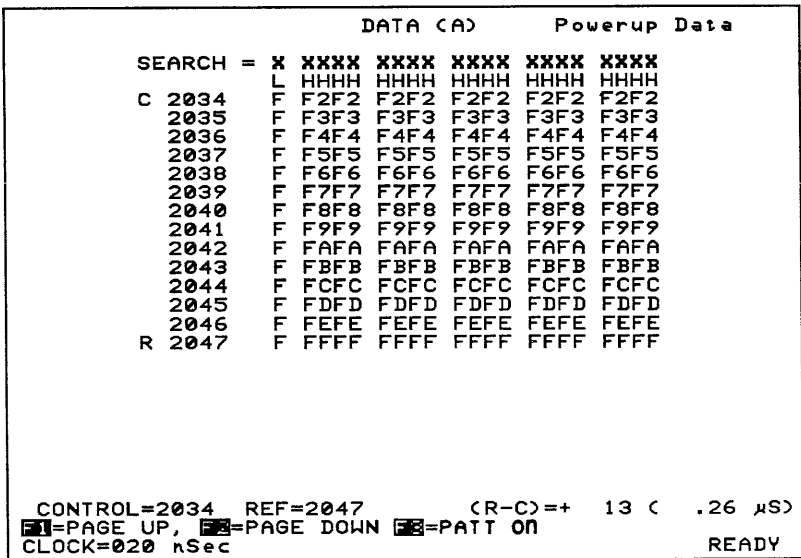 DATA (A) Powerup Data
SEARCH = X XXXX XXXX XXXX XXXX XXXX
L HHHH HHHH HHHH HHHH HHHH
C 2034 F F2F2 F2F2 F2F2 F2F2 F2F2
2035 F F3F3 F3F3 F3F3 F3F3 F3F3
2036 F F4F4 F4F4 F4F4 F4F4 F4F4
2037 F F5F5 F5F5 F5F5 F5F5 F5F5
2038 F F6F6 F6F6 F6F6 F6F6 F6F6
2039 F F7F7 F7F7 F7F7 F7F7 F7F7
2040 F F8F8 F8F8 F8F8 F8F8 F8F8
2041 F F9F9 F9F9 F9F9 F9F9 F9F9
2042 F FAFA FAFA FAFA FAFA FAFA
2043 F FBFB FBFB FBFB FBFB FBFB
2044 F FCFC FCFC FCFC FCFC FCFC
2045 F FDFD FDFD FDFD FDFD FDFD
2046 F FEFE FEFE FEFE FEFE FEFE
R 2047 F FFFF FFFF FFFF FFFF FFFF
CONTROL=2034 REF=2047 (R-C)=+ 13 ( .26 µS)
F1=PAGE UP, F2=PAGE DOWN F3=PATT On
CLOCK=020 nSec READY